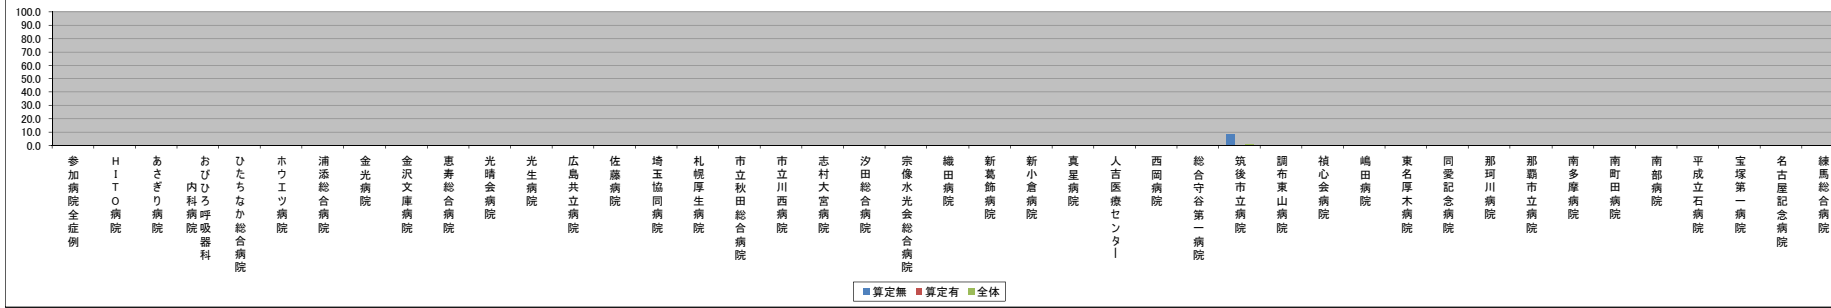 100.0
90.0
80.0
70.0
60.0
50.0
40.0
30.0
20.0
10.0
0.0
参加病院全症例
HITO病院
あさぎり病院
おびひろ呼吸器科
内科病院
ひたちなか総合病院
ホウエツ病院
浦添総合病院
金光病院
金沢文庫病院
恵寿総合病院
光晴会病院
光生病院
広島共立病院
佐藤病院
埼玉協同病院
札幌厚生病院
市立秋田総合病院
市立川西病院
志村大宮病院
汐田総合病院
宗像水光会総合病院
織田病院
新葛飾病院
新小倉病院
真星病院
人吉医療センター
西岡病院
総合守谷第一病院
筑後市立病院
調布東山病院
禎心会病院
嶋田病院
東名厚木病院
同愛記念病院
那珂川病院
那覇市立病院
南多摩病院
南町田病院
南部病院
平成立石病院
宝塚第一病院
名古屋記念病院
練馬総合病院
算定無 算定有 全体